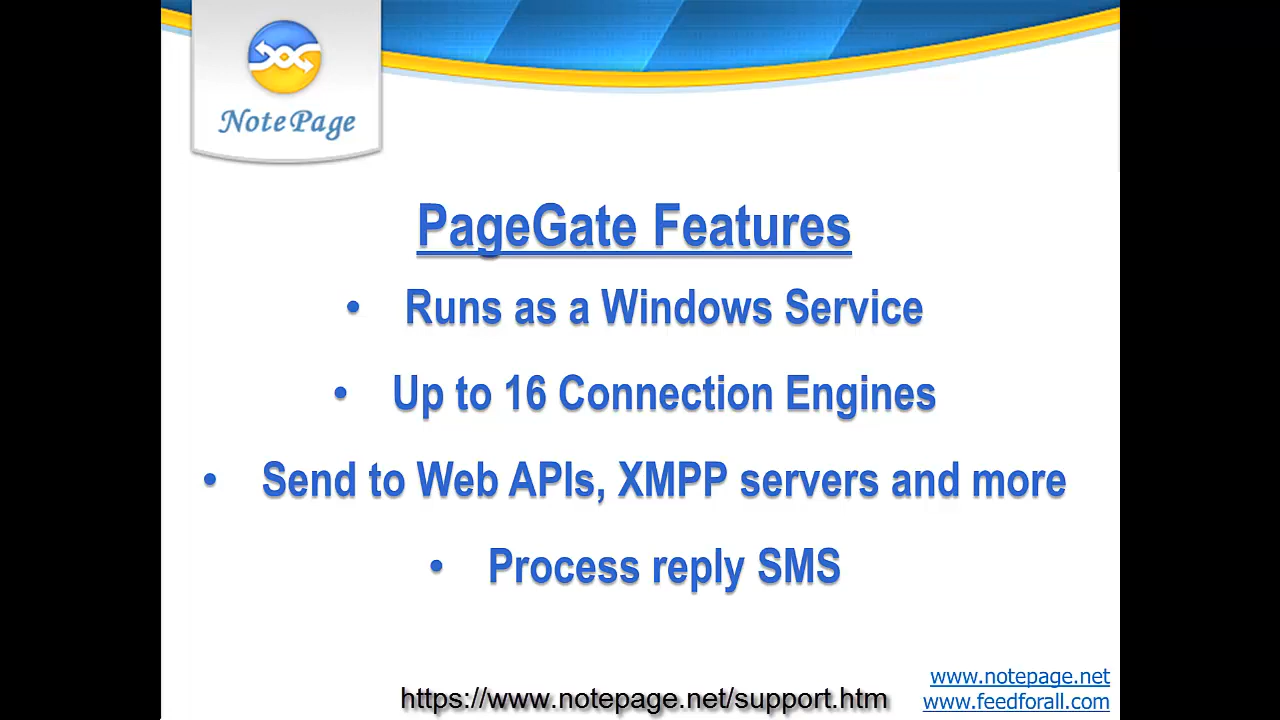 NotePage
PageGate Features
• Runs as a Windows Service
• Up to 16 Connection Engines
• Send to Web APIs, XMPP servers and more
• Process reply SMS
www.notepage.net
https://www.notepage.net/support.htm
www.feedforall.com